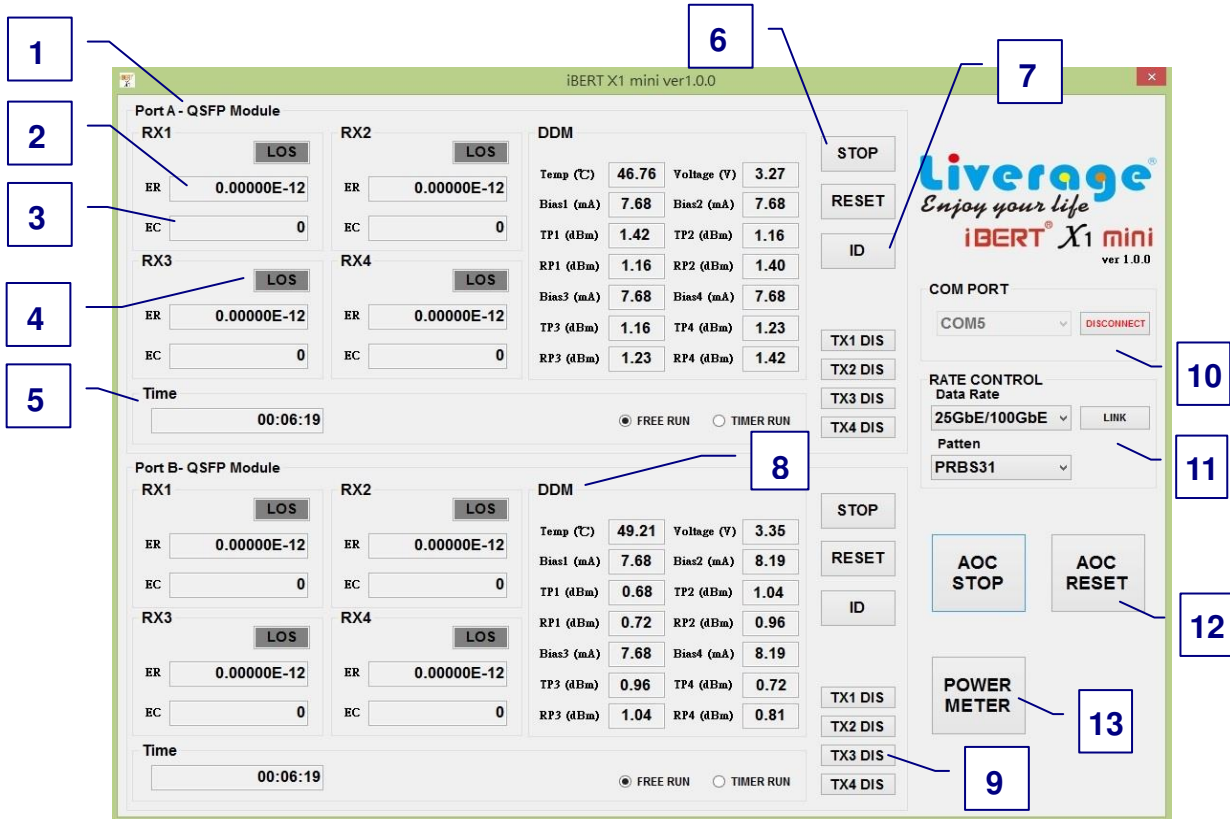 iBERT X1 mini ver1.0.0
1
2
3
4
5
6
7
8
9
10
11
12
13
Port A - QSFP Module
RX1
LOS
ER 0.00000E-12
EC 0
RX2
LOS
ER 0.00000E-12
EC 0
RX3
LOS
ER 0.00000E-12
EC 0
RX4
LOS
ER 0.00000E-12
EC 0
DDM
Temp (℃) 46.76 Voltage (V) 3.27
Bias1 (mA) 7.68 Bias2 (mA) 7.68
TP1 (dBm) 1.42 TP2 (dBm) 1.16
RP1 (dBm) 1.16 RP2 (dBm) 1.40
Bias3 (mA) 7.68 Bias4 (mA) 7.68
TP3 (dBm) 1.16 TP4 (dBm) 1.23
RP3 (dBm) 1.23 RP4 (dBm) 1.42
STOP
RESET
ID
TX1 DIS
TX2 DIS
TX3 DIS
TX4 DIS
Time
00:06:19
FREE RUN TIMER RUN
Port B- QSFP Module
RX1
LOS
ER 0.00000E-12
EC 0
RX2
LOS
ER 0.00000E-12
EC 0
RX3
LOS
ER 0.00000E-12
EC 0
RX4
LOS
ER 0.00000E-12
EC 0
DDM
Temp (℃) 49.21 Voltage (V) 3.35
Bias1 (mA) 7.68 Bias2 (mA) 8.19
TP1 (dBm) 0.68 TP2 (dBm) 1.04
RP1 (dBm) 0.72 RP2 (dBm) 0.96
Bias3 (mA) 7.68 Bias4 (mA) 8.19
TP3 (dBm) 0.96 TP4 (dBm) 0.72
RP3 (dBm) 1.04 RP4 (dBm) 0.81
STOP
RESET
ID
TX1 DIS
TX2 DIS
TX3 DIS
TX4 DIS
Time
00:06:19
FREE RUN TIMER RUN
Liverage®
Enjoy your life
iBERT® X1 mini
ver 1.0.0
COM PORT
COM5 DISCONNECT
RATE CONTROL
Data Rate
25GbE/100GbE LINK
Patten
PRBS31
AOC
STOP
AOC
RESET
POWER
METER